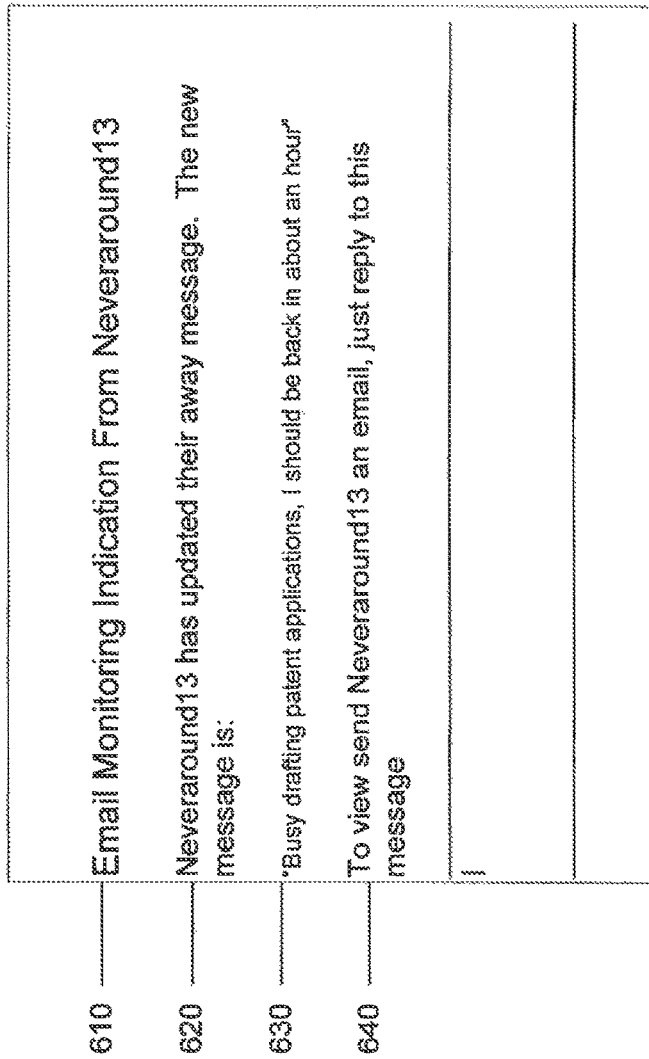 610 Email Monitoring Indication From Neveraround13
620 Neveraround13 has updated their away message. The new
message is:
630 "Busy drafting patent applications, I should be back in about an hour"
640 To view send Neveraround13 an email, just reply to this
message